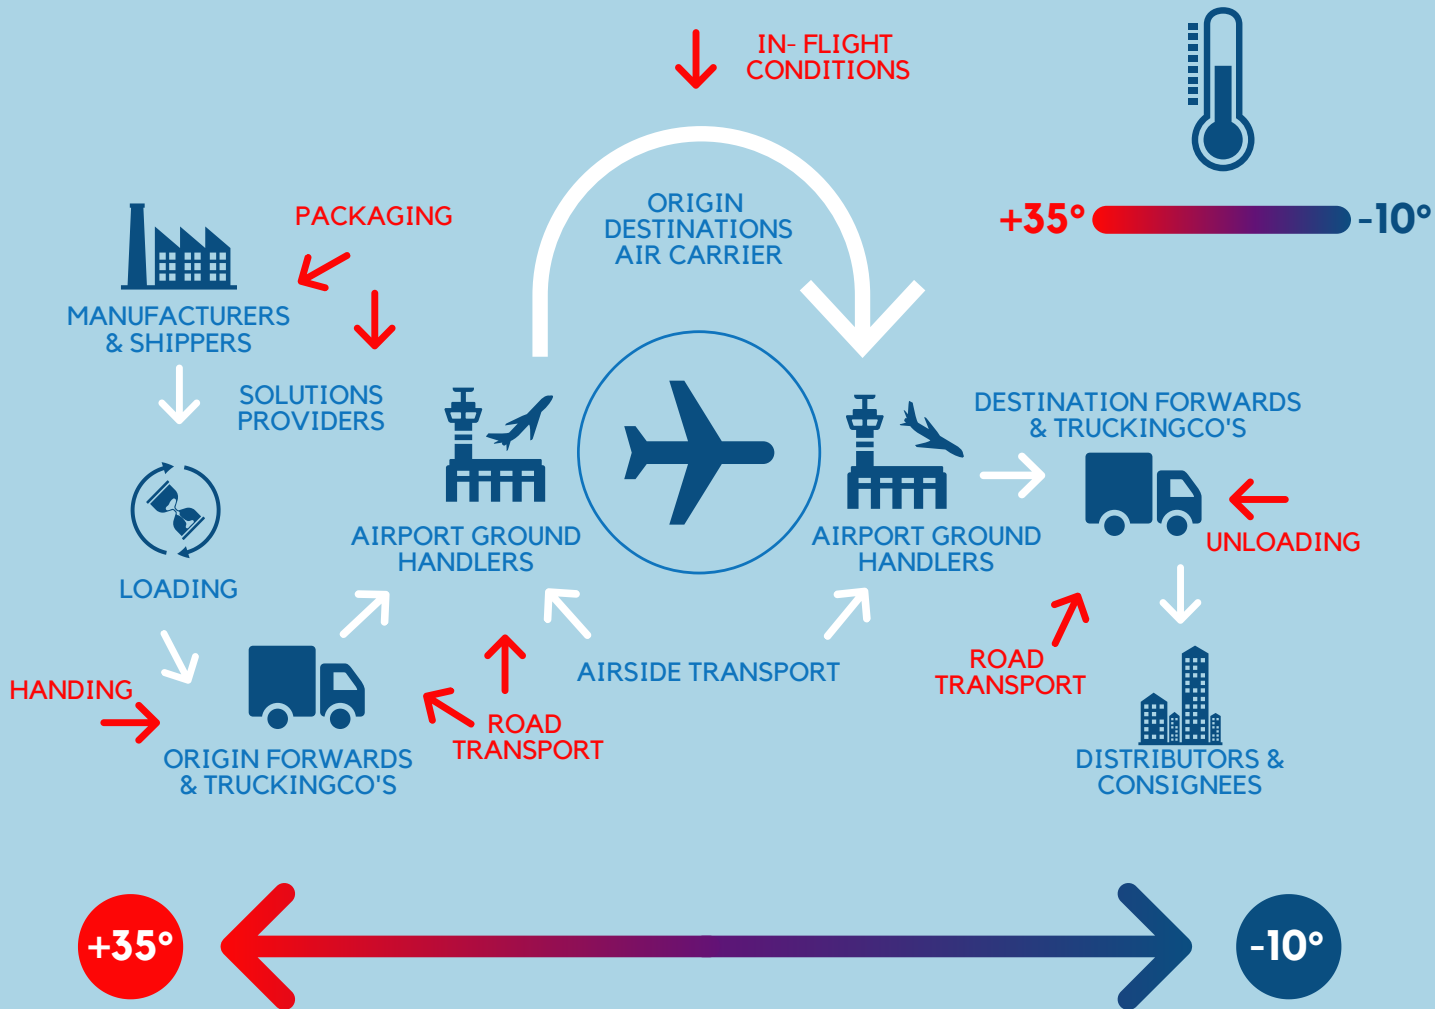 IN- FLIGHT
CONDITIONS
PACKAGING
ORIGIN
DESTINATIONS
AIR CARRIER
+35°
-10°
MANUFACTURERS
& SHIPPERS
SOLUTIONS
PROVIDERS
DESTINATION FORWARDS
& TRUCKINGCO'S
AIRPORT GROUND
HANDLERS
AIRPORT GROUND
HANDLERS
UNLOADING
LOADING
AIRSIDE TRANSPORT
ROAD
TRANSPORT
HANDING
ROAD
TRANSPORT
ORIGIN FORWARDS
& TRUCKINGCO'S
DISTRIBUTORS &
CONSIGNEES
+35°
-10°